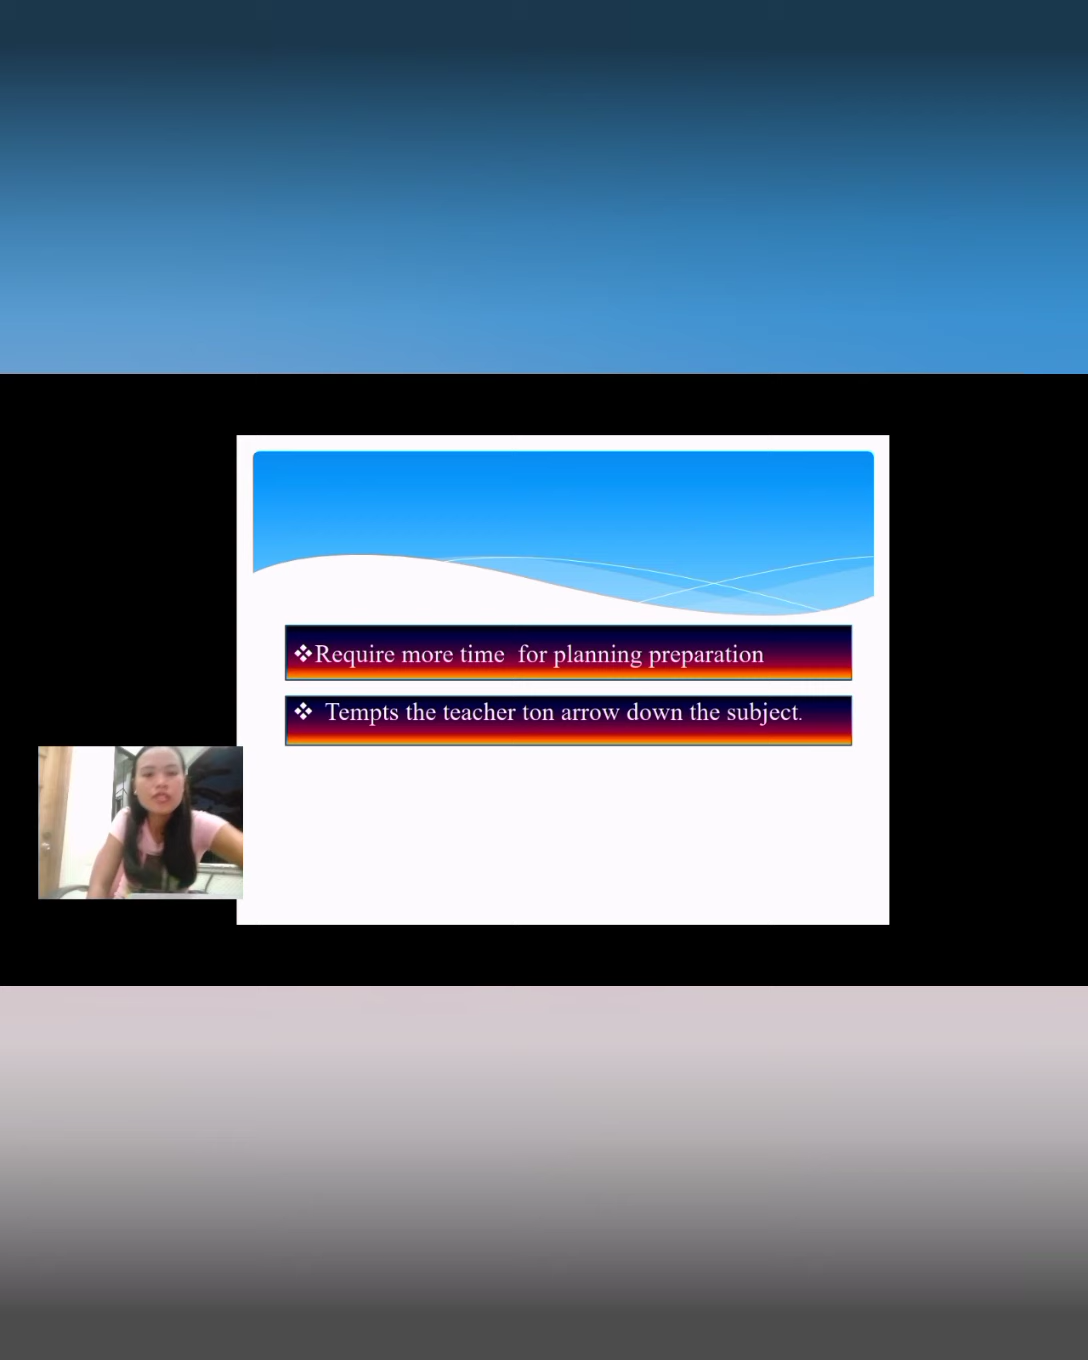 ❖Require more time for planning preparation
❖ Tempts the teacher ton arrow down the subject.